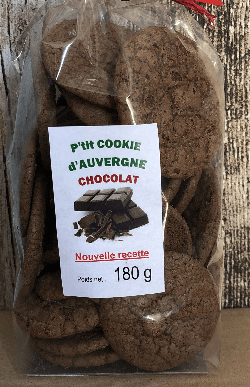 P'tit COOKIE
d'AUVERGNE
CHOCOLAT
Nouvelle recette
Poids net : 180 g